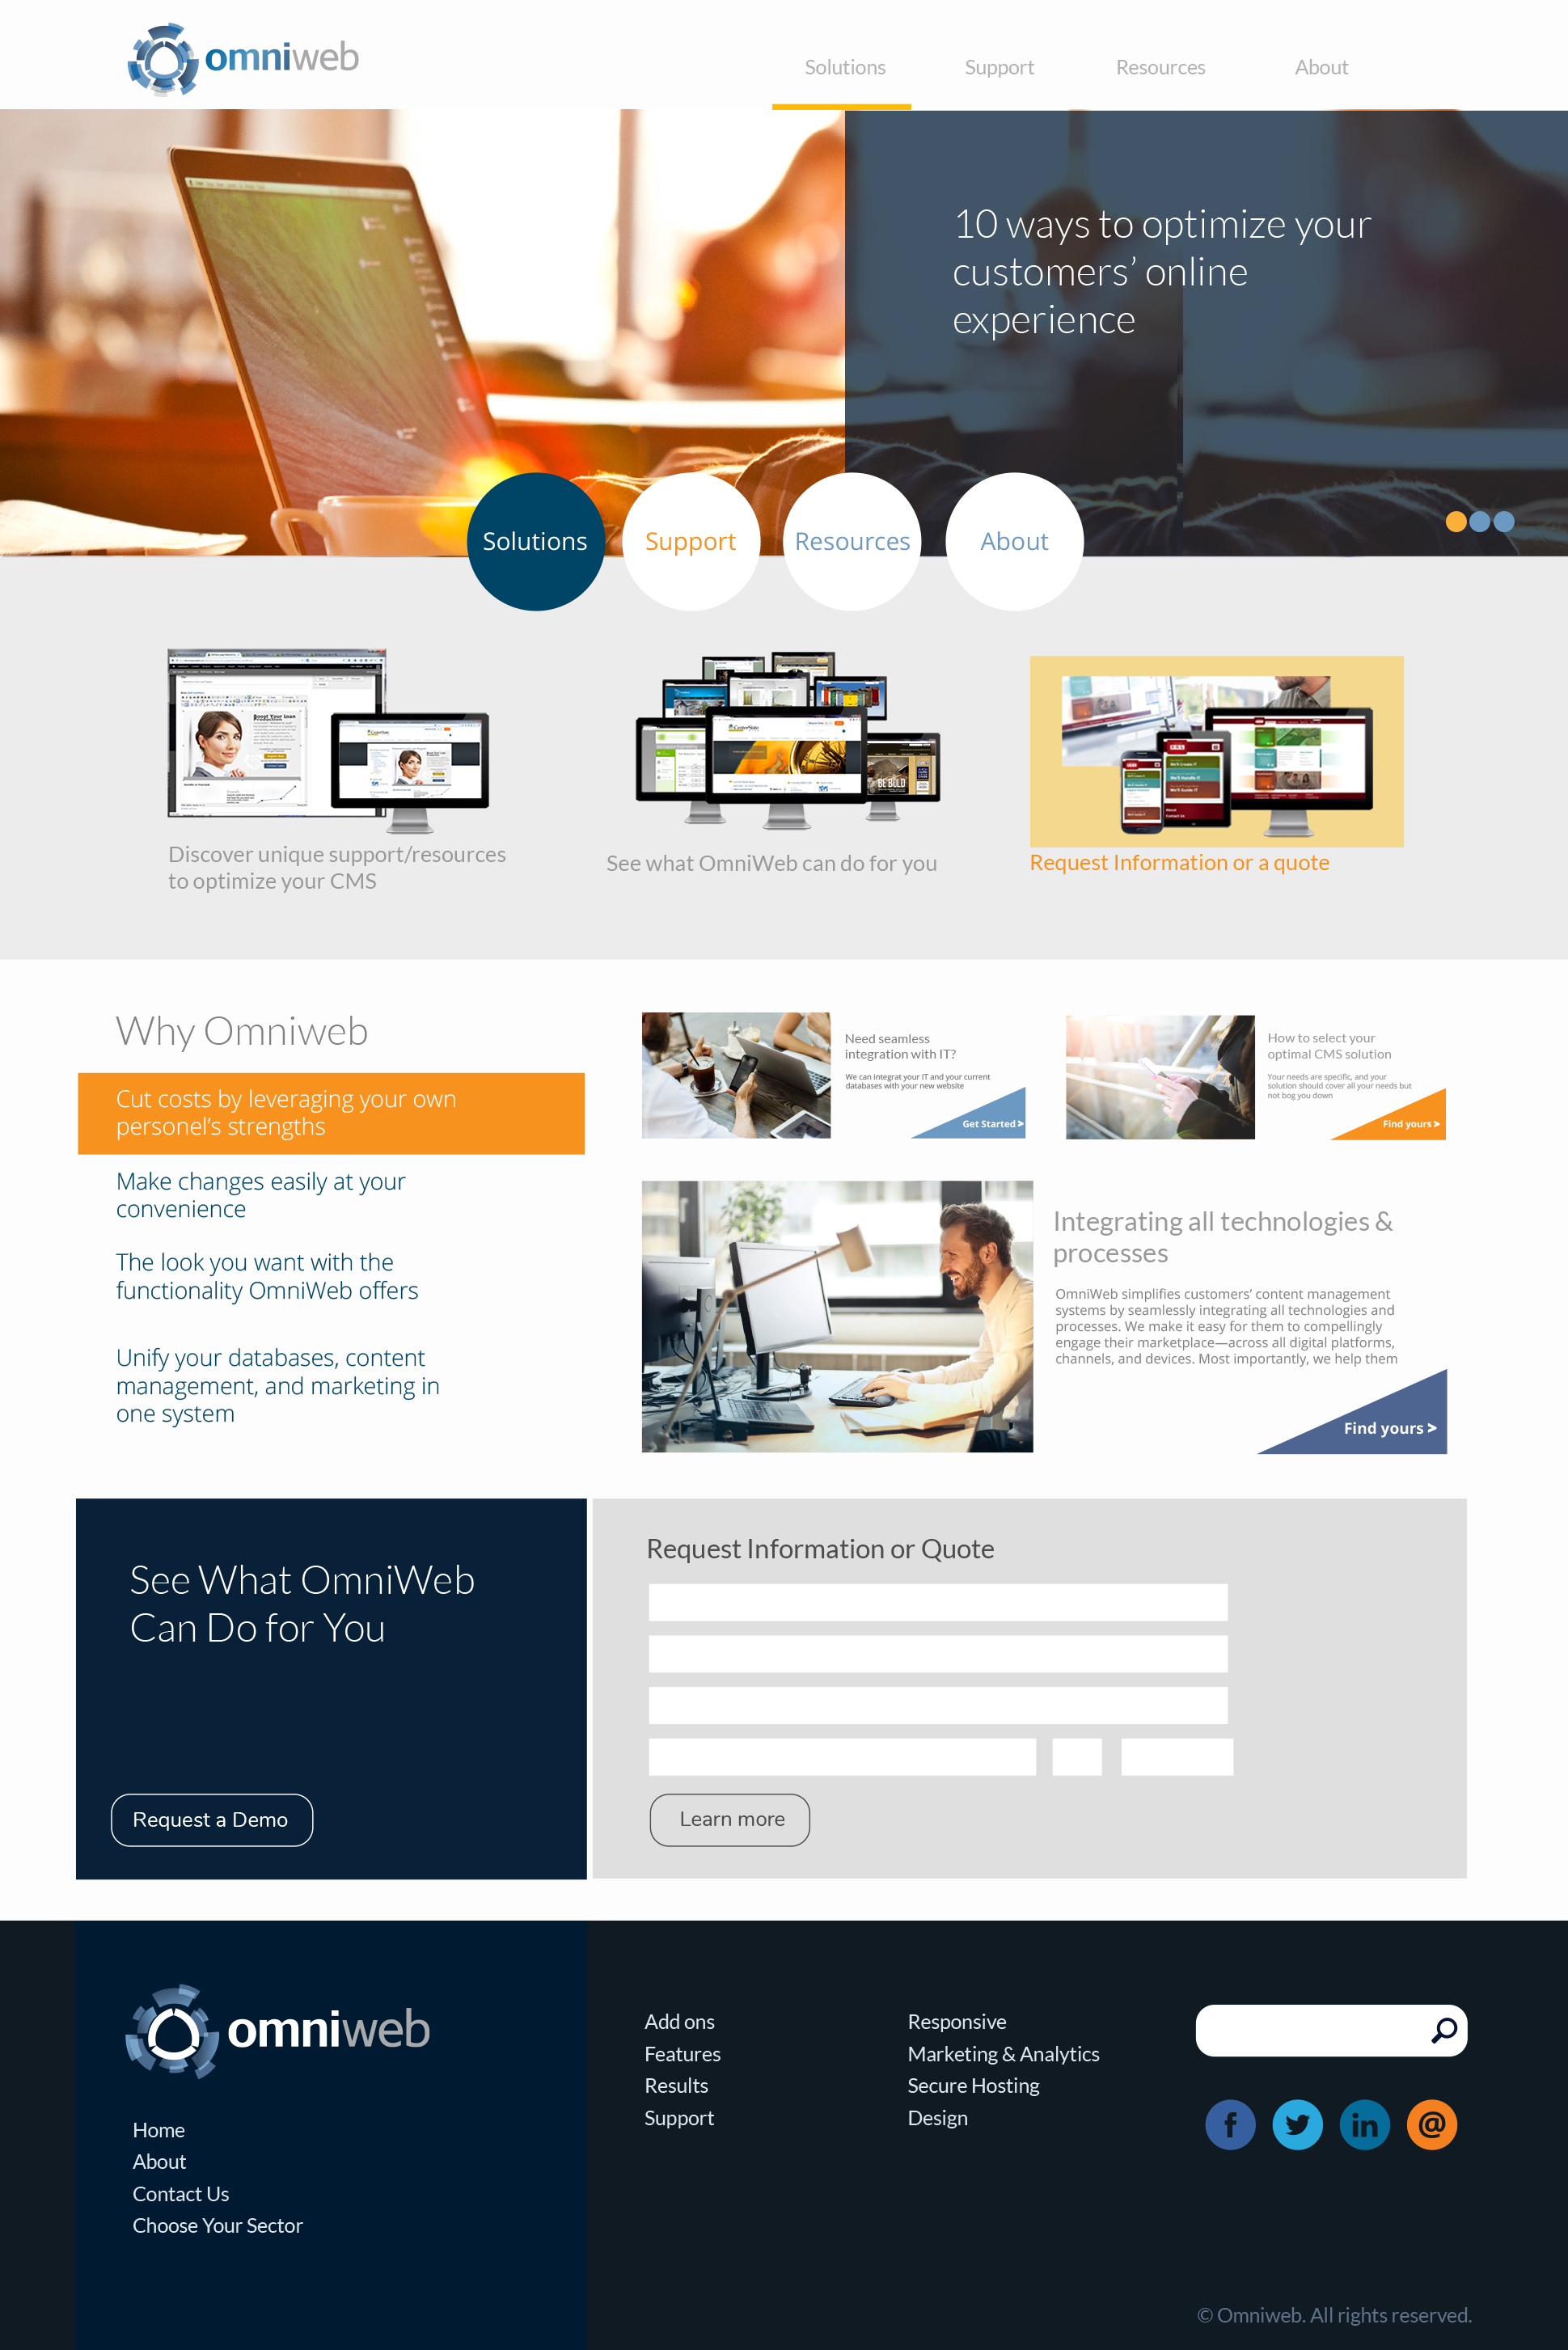 omniweb
Solutions
Support
Resources
About
10 ways to optimize your
customers’ online
experience
Solutions
Support
Resources
About
Boost Your Loan
CenterState
BE BOLD
Discover unique support/resources
to optimize your CMS
See what OmniWeb can do for you
Request Information or a quote
Why Omniweb
Cut costs by leveraging your own
personel’s strengths
Make changes easily at your
convenience
The look you want with the
functionality OmniWeb offers
Unify your databases, content
management, and marketing in
one system
Need seamless
integration with IT?
We can integrat your IT and your current
databases with your new website
Get Started >
How to select your
optimal CMS solution
Your needs are specific, and your
solution should cover all your needs but
not bog you down
Find yours >
Integrating all technologies &
processes
OmniWeb simplifies customers’ content management
systems by seamlessly integrating all technologies and
processes. We make it easy for them to compellingly
engage their marketplace—across all digital platforms,
channels, and devices. Most importantly, we help them
Find yours >
See What OmniWeb
Can Do for You
Request a Demo
Request Information or Quote
Learn more
omniweb
Home
About
Contact Us
Choose Your Sector
Add ons
Features
Results
Support
Responsive
Marketing & Analytics
Secure Hosting
Design
f
in
@
© Omniweb. All rights reserved.